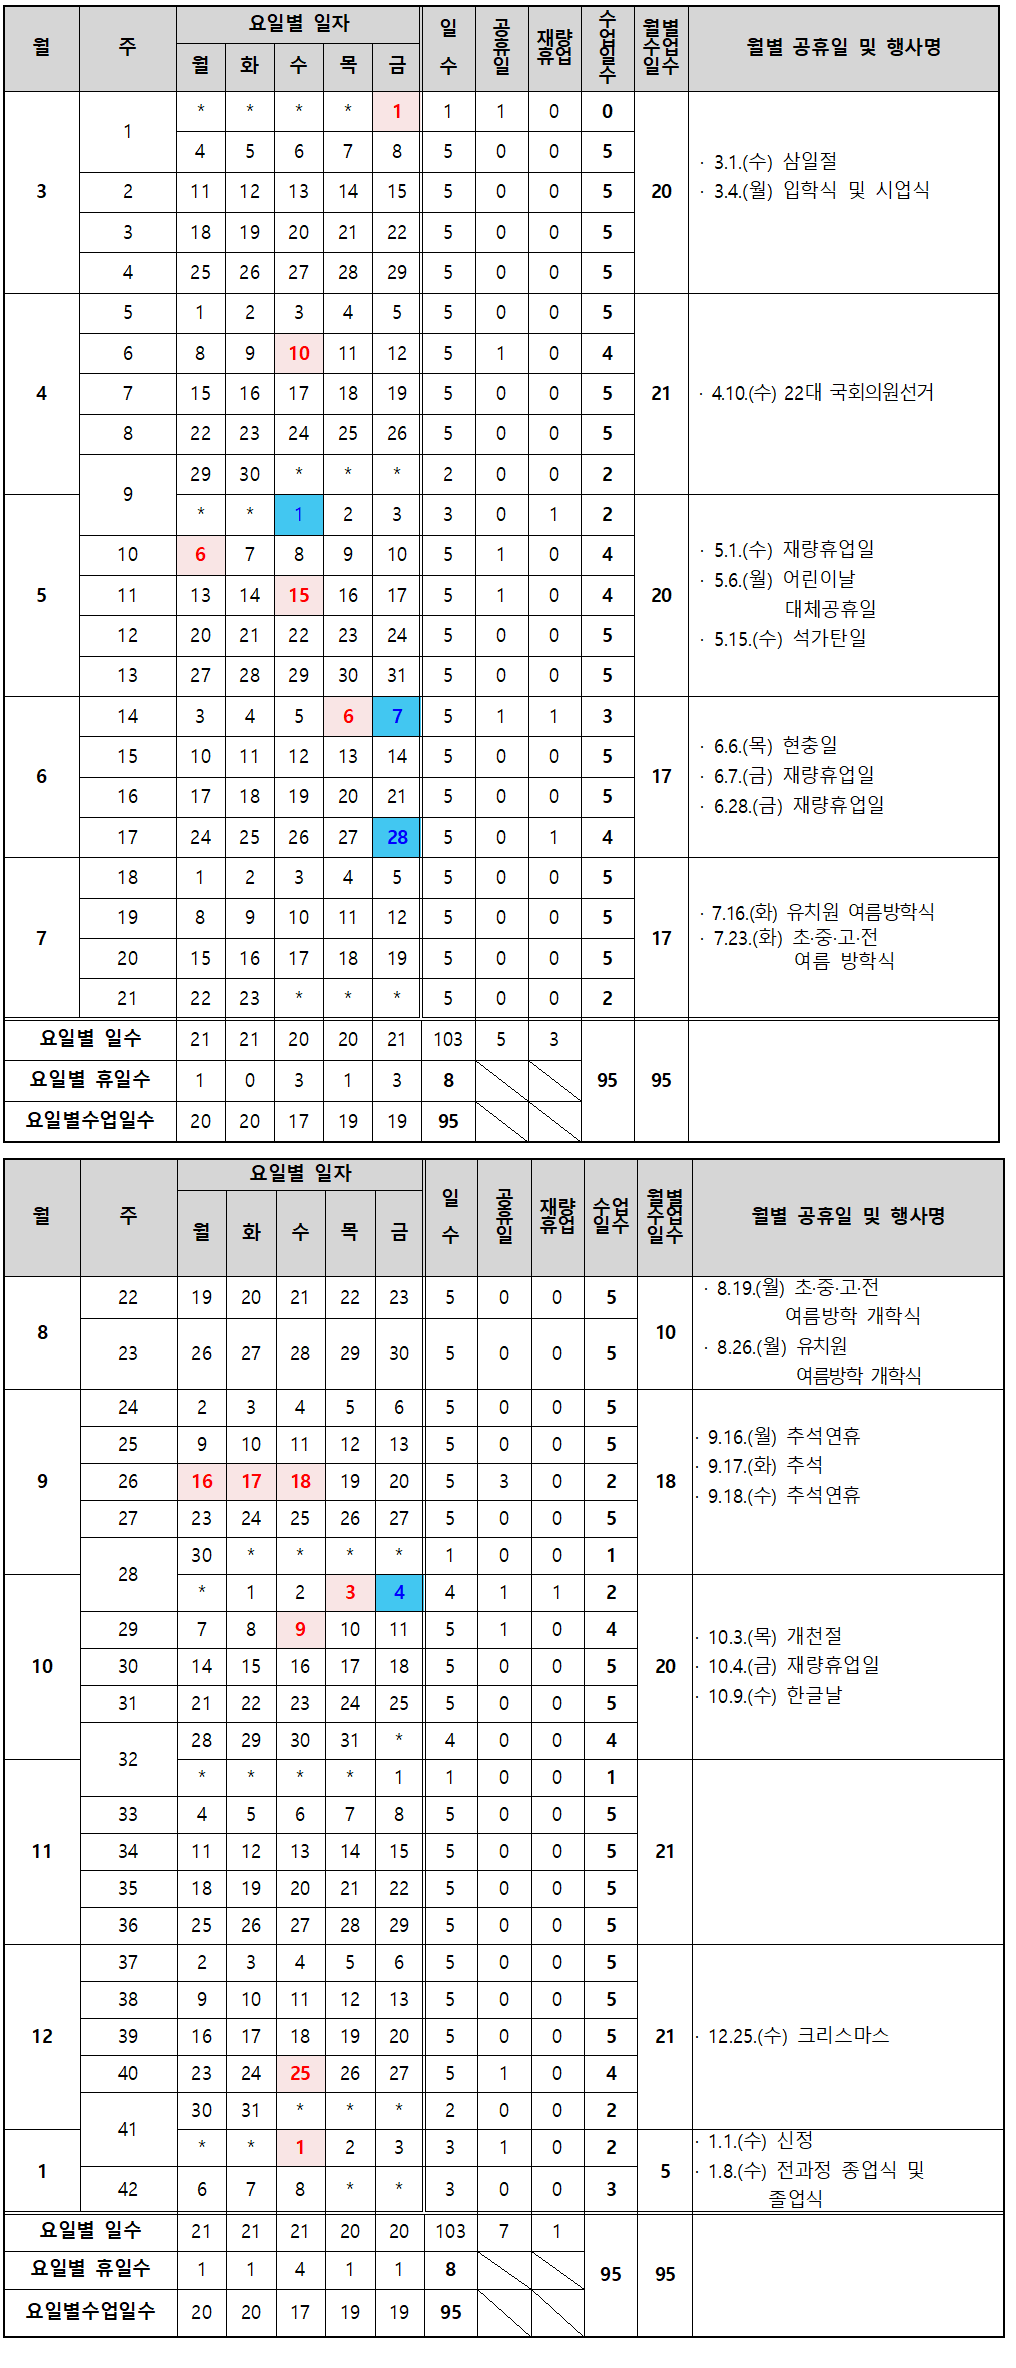 월 주 요일별 일자 일수 공휴일 재량휴업 수업일수 월별수업일수 월별 공휴일 및 행사명
월 화 수 목 금
3 1 * * * * 1 1 1 0 0 20
4 5 6 7 8 5 0 0 5
· 3.1.(수) 삼일절
2 11 12 13 14 15 5 0 0 5
· 3.4.(월) 입학식 및 시업식
3 18 19 20 21 22 5 0 0 5
4 25 26 27 28 29 5 0 0 5
4 5 1 2 3 4 5 5 0 0 5 21
6 8 9 10 11 12 5 1 0 4
7 15 16 17 18 19 5 0 0 5
· 4.10.(수) 22대 국회의원선거
8 22 23 24 25 26 5 0 0 5
9 29 30 * * * 2 0 0 2
5 * * 1 2 3 3 0 1 2 20
10 6 7 8 9 10 5 1 0 4
· 5.1.(수) 재량휴업일
· 5.6.(월) 어린이날
11 13 14 15 16 17 5 1 0 4
대체공휴일
12 20 21 22 23 24 5 0 0 5
· 5.15.(수) 석가탄일
13 27 28 29 30 31 5 0 0 5
6 14 3 4 5 6 7 5 1 1 3 17
15 10 11 12 13 14 5 0 0 5
· 6.6.(목) 현충일
· 6.7.(금) 재량휴업일
16 17 18 19 20 21 5 0 0 5
· 6.28.(금) 재량휴업일
17 24 25 26 27 28 5 0 1 4
7 18 1 2 3 4 5 5 0 0 5 17
19 8 9 10 11 12 5 0 0 5
· 7.16.(화) 유치원 여름방학식
· 7.23.(화) 초·중·고·전
20 15 16 17 18 19 5 0 0 5
여름 방학식
21 22 23 * * * 5 0 0 2
요일별 일수 21 21 20 20 21 103 5 3 95 95
요일별 휴일수 1 0 3 1 3 8
요일별수업일수 20 20 17 19 19 95
월 주 요일별 일자 일수 공휴일 재량휴업 수업일수 월별수업일수 월별 공휴일 및 행사명
월 화 수 목 금
8 22 19 20 21 22 23 5 0 0 5 10
· 8.19.(월) 초·중·고·전
여름방학 개학식
23 26 27 28 29 30 5 0 0 5
· 8.26.(월) 유치원
여름방학 개학식
9 24 2 3 4 5 6 5 0 0 5 18
25 9 10 11 12 13 5 0 0 5
· 9.16.(월) 추석연휴
· 9.17.(화) 추석
26 16 17 18 19 20 5 3 0 2
· 9.18.(수) 추석연휴
27 23 24 25 26 27 5 0 0 5
28 30 * * * * 1 0 0 1
10 * 1 2 3 4 4 1 1 2 20
29 7 8 9 10 11 5 1 0 4
· 10.3.(목) 개천절
30 14 15 16 17 18 5 0 0 5
· 10.4.(금) 재량휴업일
31 21 22 23 24 25 5 0 0 5
· 10.9.(수) 한글날
32 28 29 30 31 * 4 0 0 4
11 * * * * 1 1 0 0 1 21
33 4 5 6 7 8 5 0 0 5
34 11 12 13 14 15 5 0 0 5
35 18 19 20 21 22 5 0 0 5
36 25 26 27 28 29 5 0 0 5
12 37 2 3 4 5 6 5 0 0 5 21
38 9 10 11 12 13 5 0 0 5
39 16 17 18 19 20 5 0 0 5
· 12.25.(수) 크리스마스
40 23 24 25 26 27 5 1 0 4
41 30 31 * * * 2 0 0 2
1 * * 1 2 3 3 1 0 2 5
· 1.1.(수) 신정
· 1.8.(수) 전과정 종업식 및
42 6 7 8 * * 3 0 0 3
졸업식
요일별 일수 21 21 21 20 20 103 7 1 95 95
요일별 휴일수 1 1 4 1 1 8
요일별수업일수 20 20 17 19 19 95